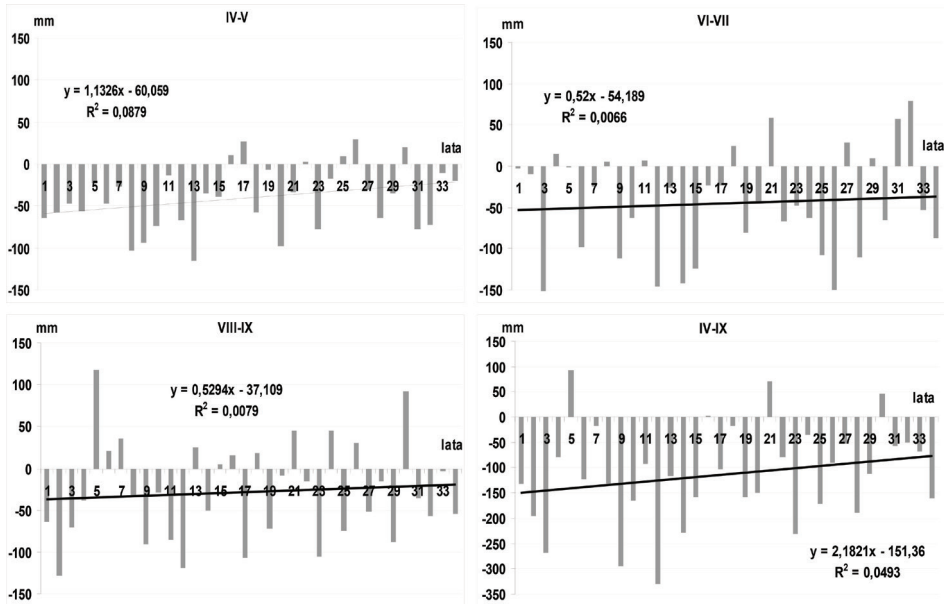 IV-V
mm
150
100
50
0
-50
-100
-150
y = 1,1326x - 60,059
R² = 0,0879
lata
1 3 5 7 9 11 13 15 17 19 21 23 25 27 29 31 33
VI-VII
mm
150
100
50
0
-50
-100
-150
y = 0,52x - 54,189
R² = 0,0066
lata
1 3 5 7 9 11 13 15 17 19 21 23 25 27 29 31 33
VIII-IX
mm
150
100
50
0
-50
-100
-150
y = 0,5294x - 37,109
R² = 0,0079
lata
1 3 5 7 9 11 13 15 17 19 21 23 25 27 29 31 33
IV-IX
mm
150
100
50
0
-50
-100
-150
-200
-250
-300
-350
lata
1 3 5 7 9 11 13 15 17 19 21 23 25 27 29 31 33
y = 2,1821x - 151,36
R² = 0,0493